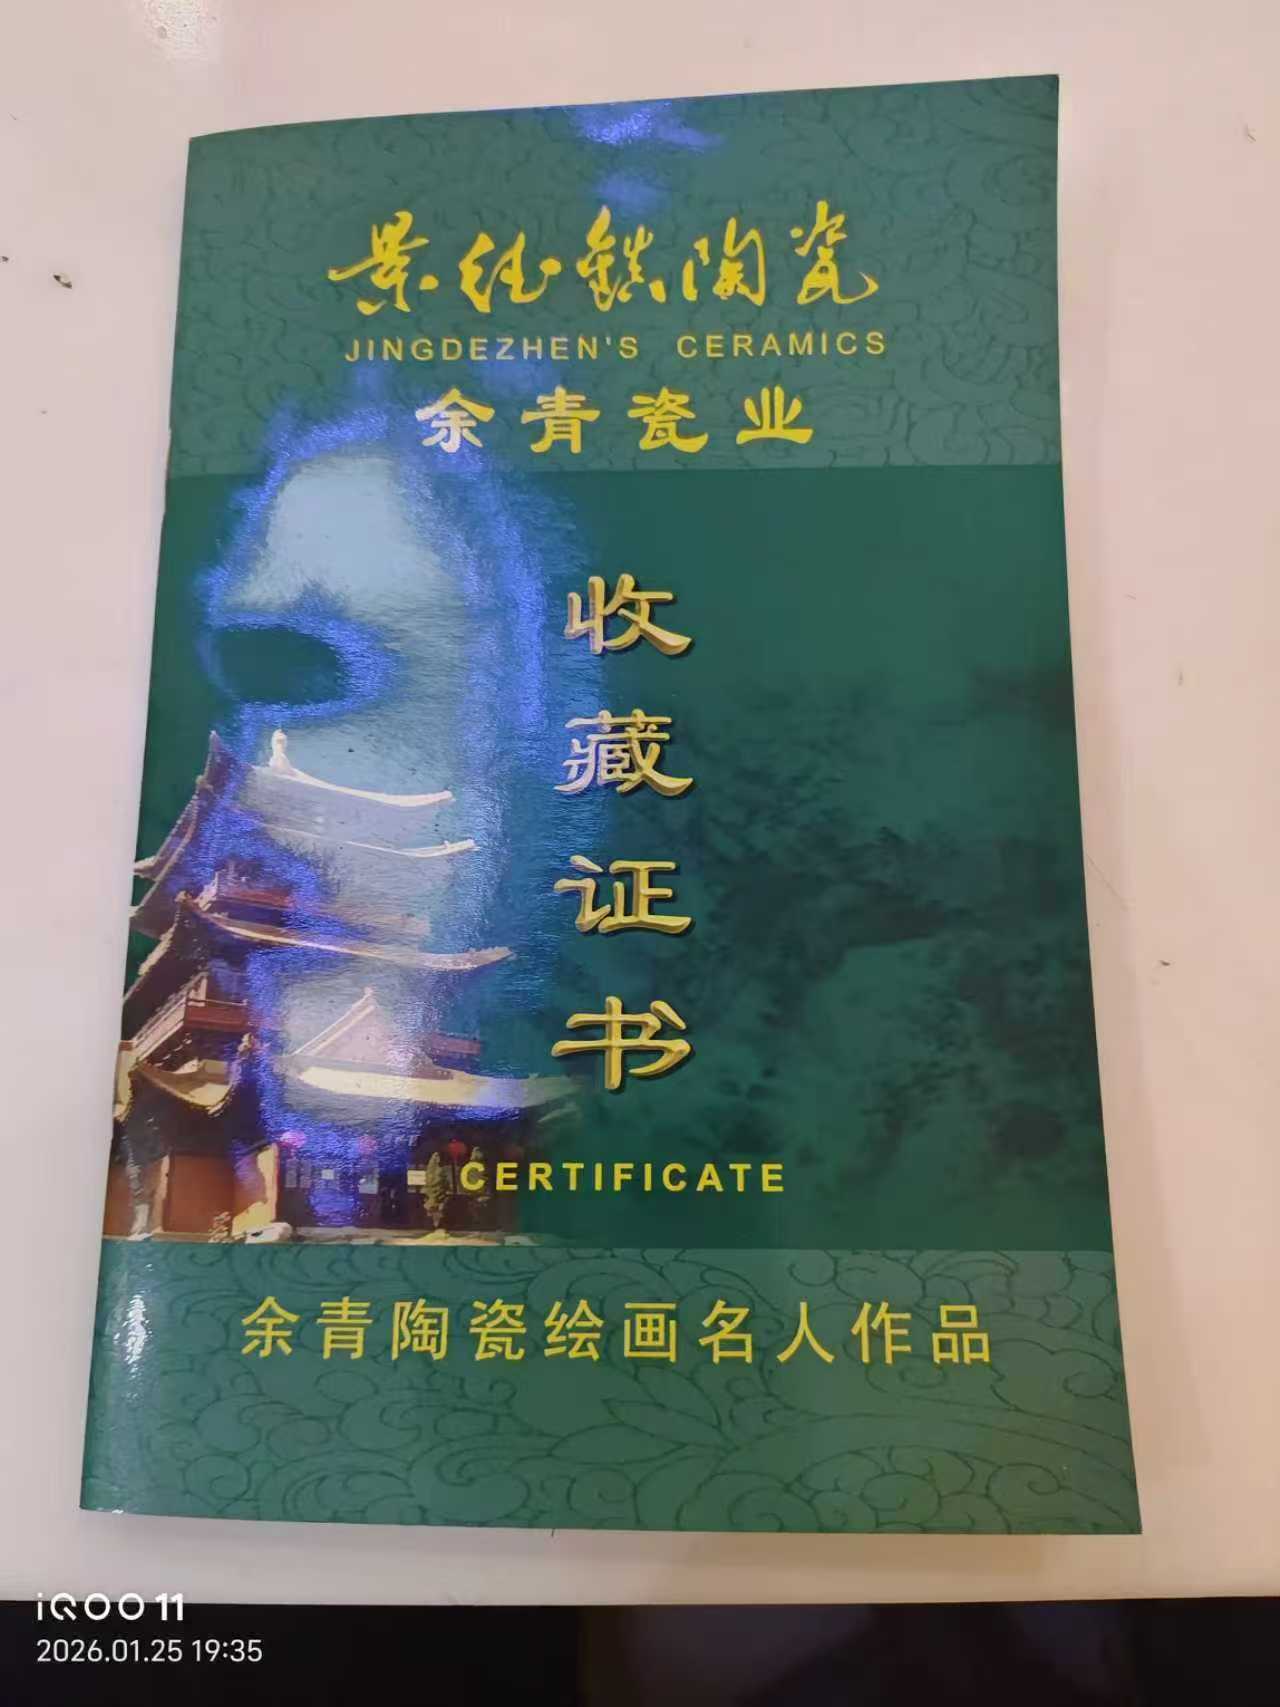 景德镇陶瓷
JINGDEZHEN'S CERAMICS
余青瓷业
收
藏
证
书
CERTIFICATE
余青陶瓷绘画名人作品
iQOO 11
2026.01.25 19:35